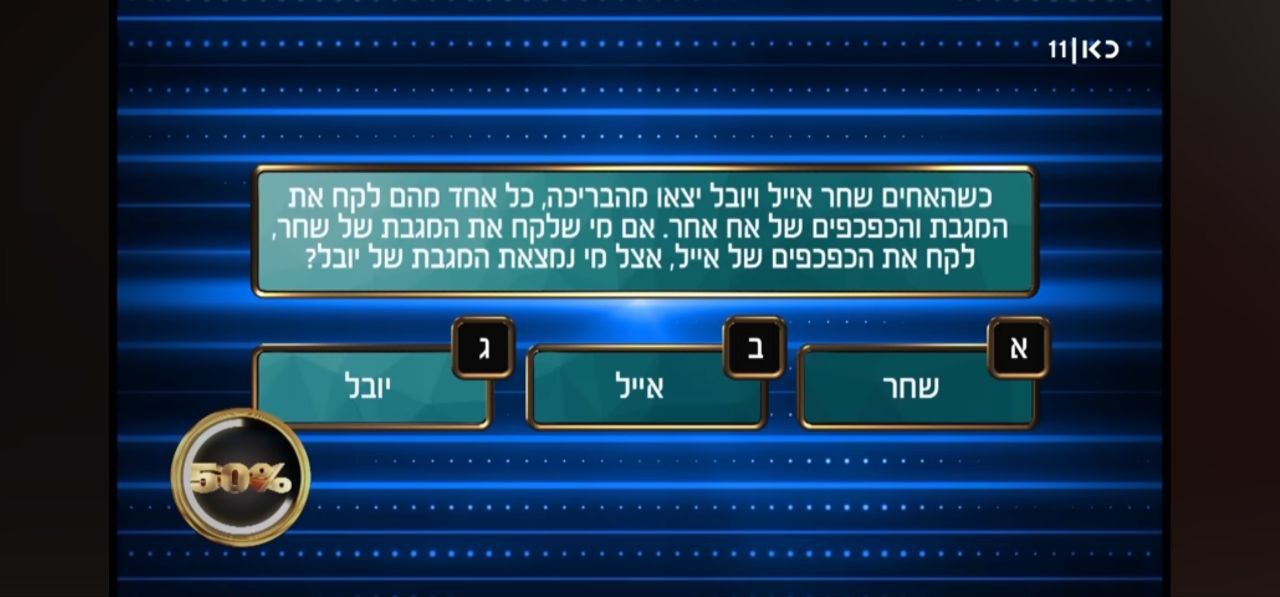 כאן|11
כשהאחים שחר אייל ויובל יצאו מהבריכה, כל אחד מהם לקח את
המגבת והכפכפים של אח אחר. אם מי שלקח את המגבת של שחר,
לקח את הכפכפים של אייל, אצל מי נמצאת המגבת של יובל?
א
שחר
ב
אייל
ג
יובל
50%